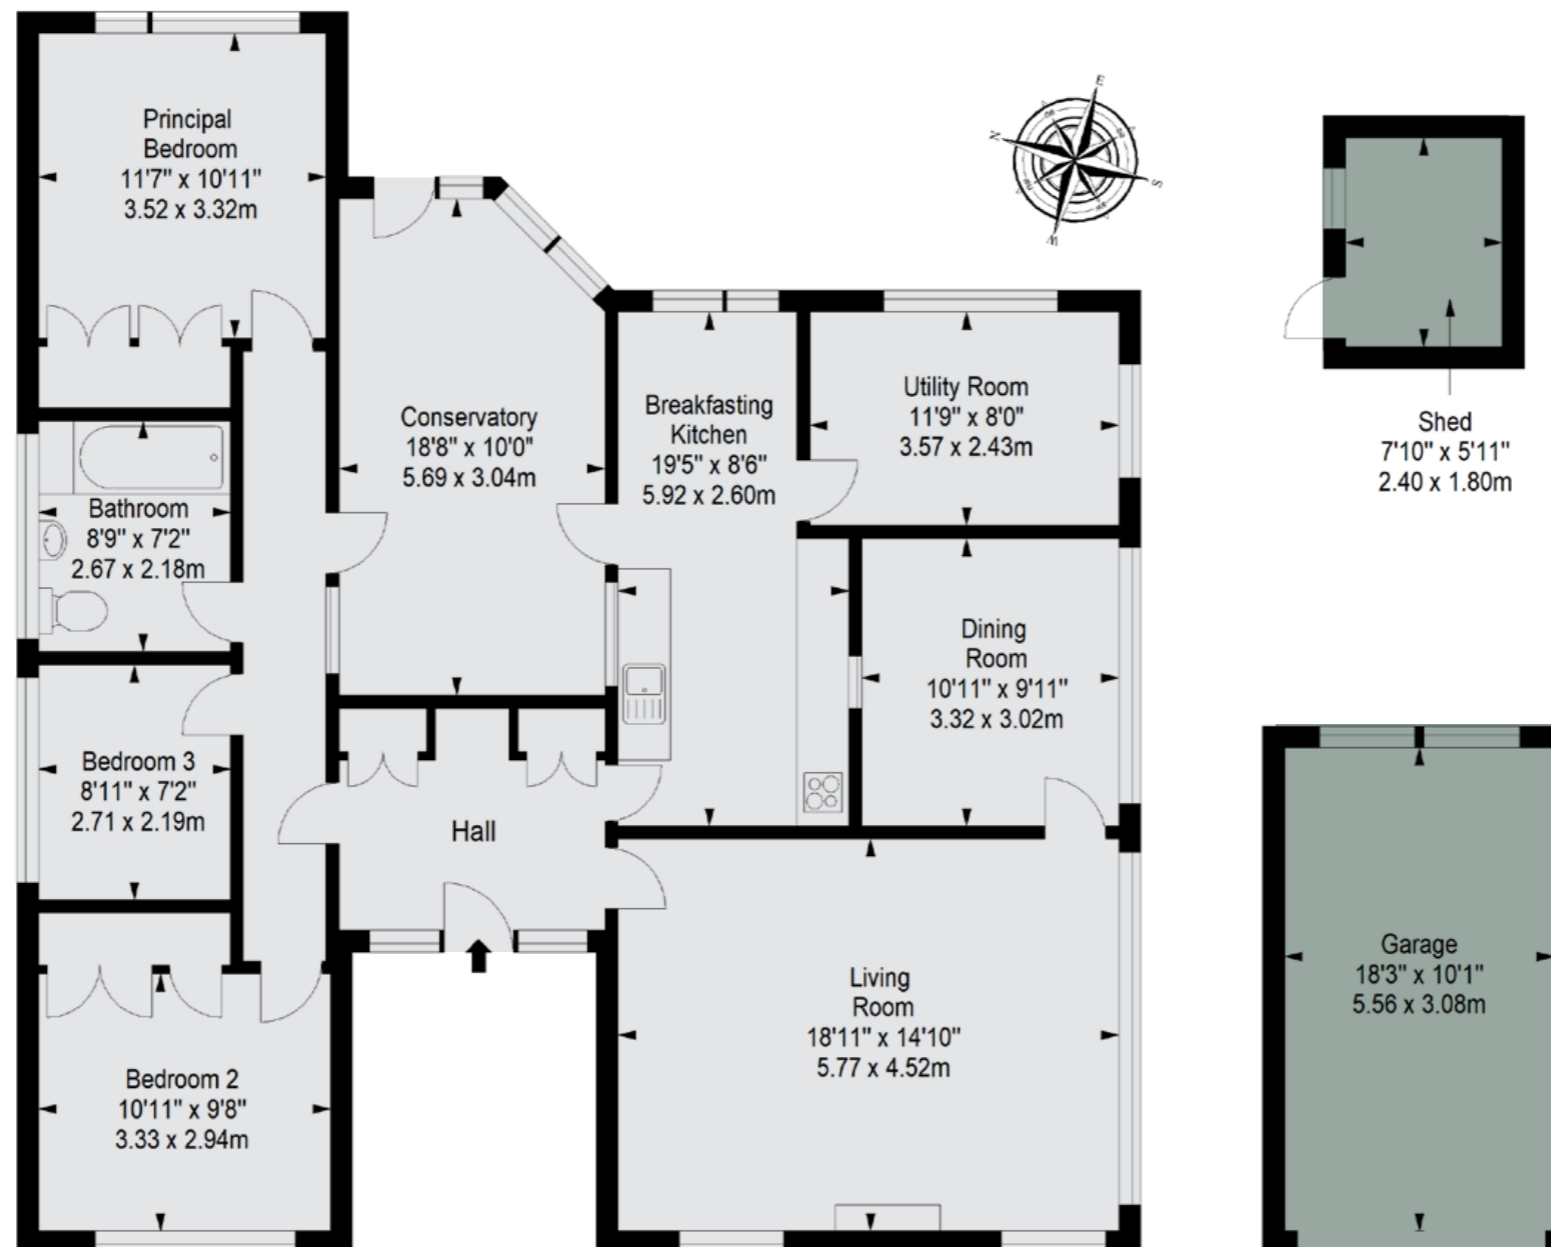 Principal
Bedroom
11'7" x 10'11"
3.52 x 3.32m
E
N
S
W
Conservatory
18'8" x 10'0"
5.69 x 3.04m
Breakfasting
Kitchen
19'5" x 8'6"
5.92 x 2.60m
Utility Room
11'9" x 8'0"
3.57 x 2.43m
Shed
7'10" x 5'11"
2.40 x 1.80m
Bathroom
8'9" x 7'2"
2.67 x 2.18m
Dining
Room
10'11" x 9'11"
3.32 x 3.02m
Bedroom 3
8'11" x 7'2"
2.71 x 2.19m
Hall
Living
Room
18'11" x 14'10"
5.77 x 4.52m
Garage
18'3" x 10'1"
5.56 x 3.08m
Bedroom 2
10'11" x 9'8"
3.33 x 2.94m